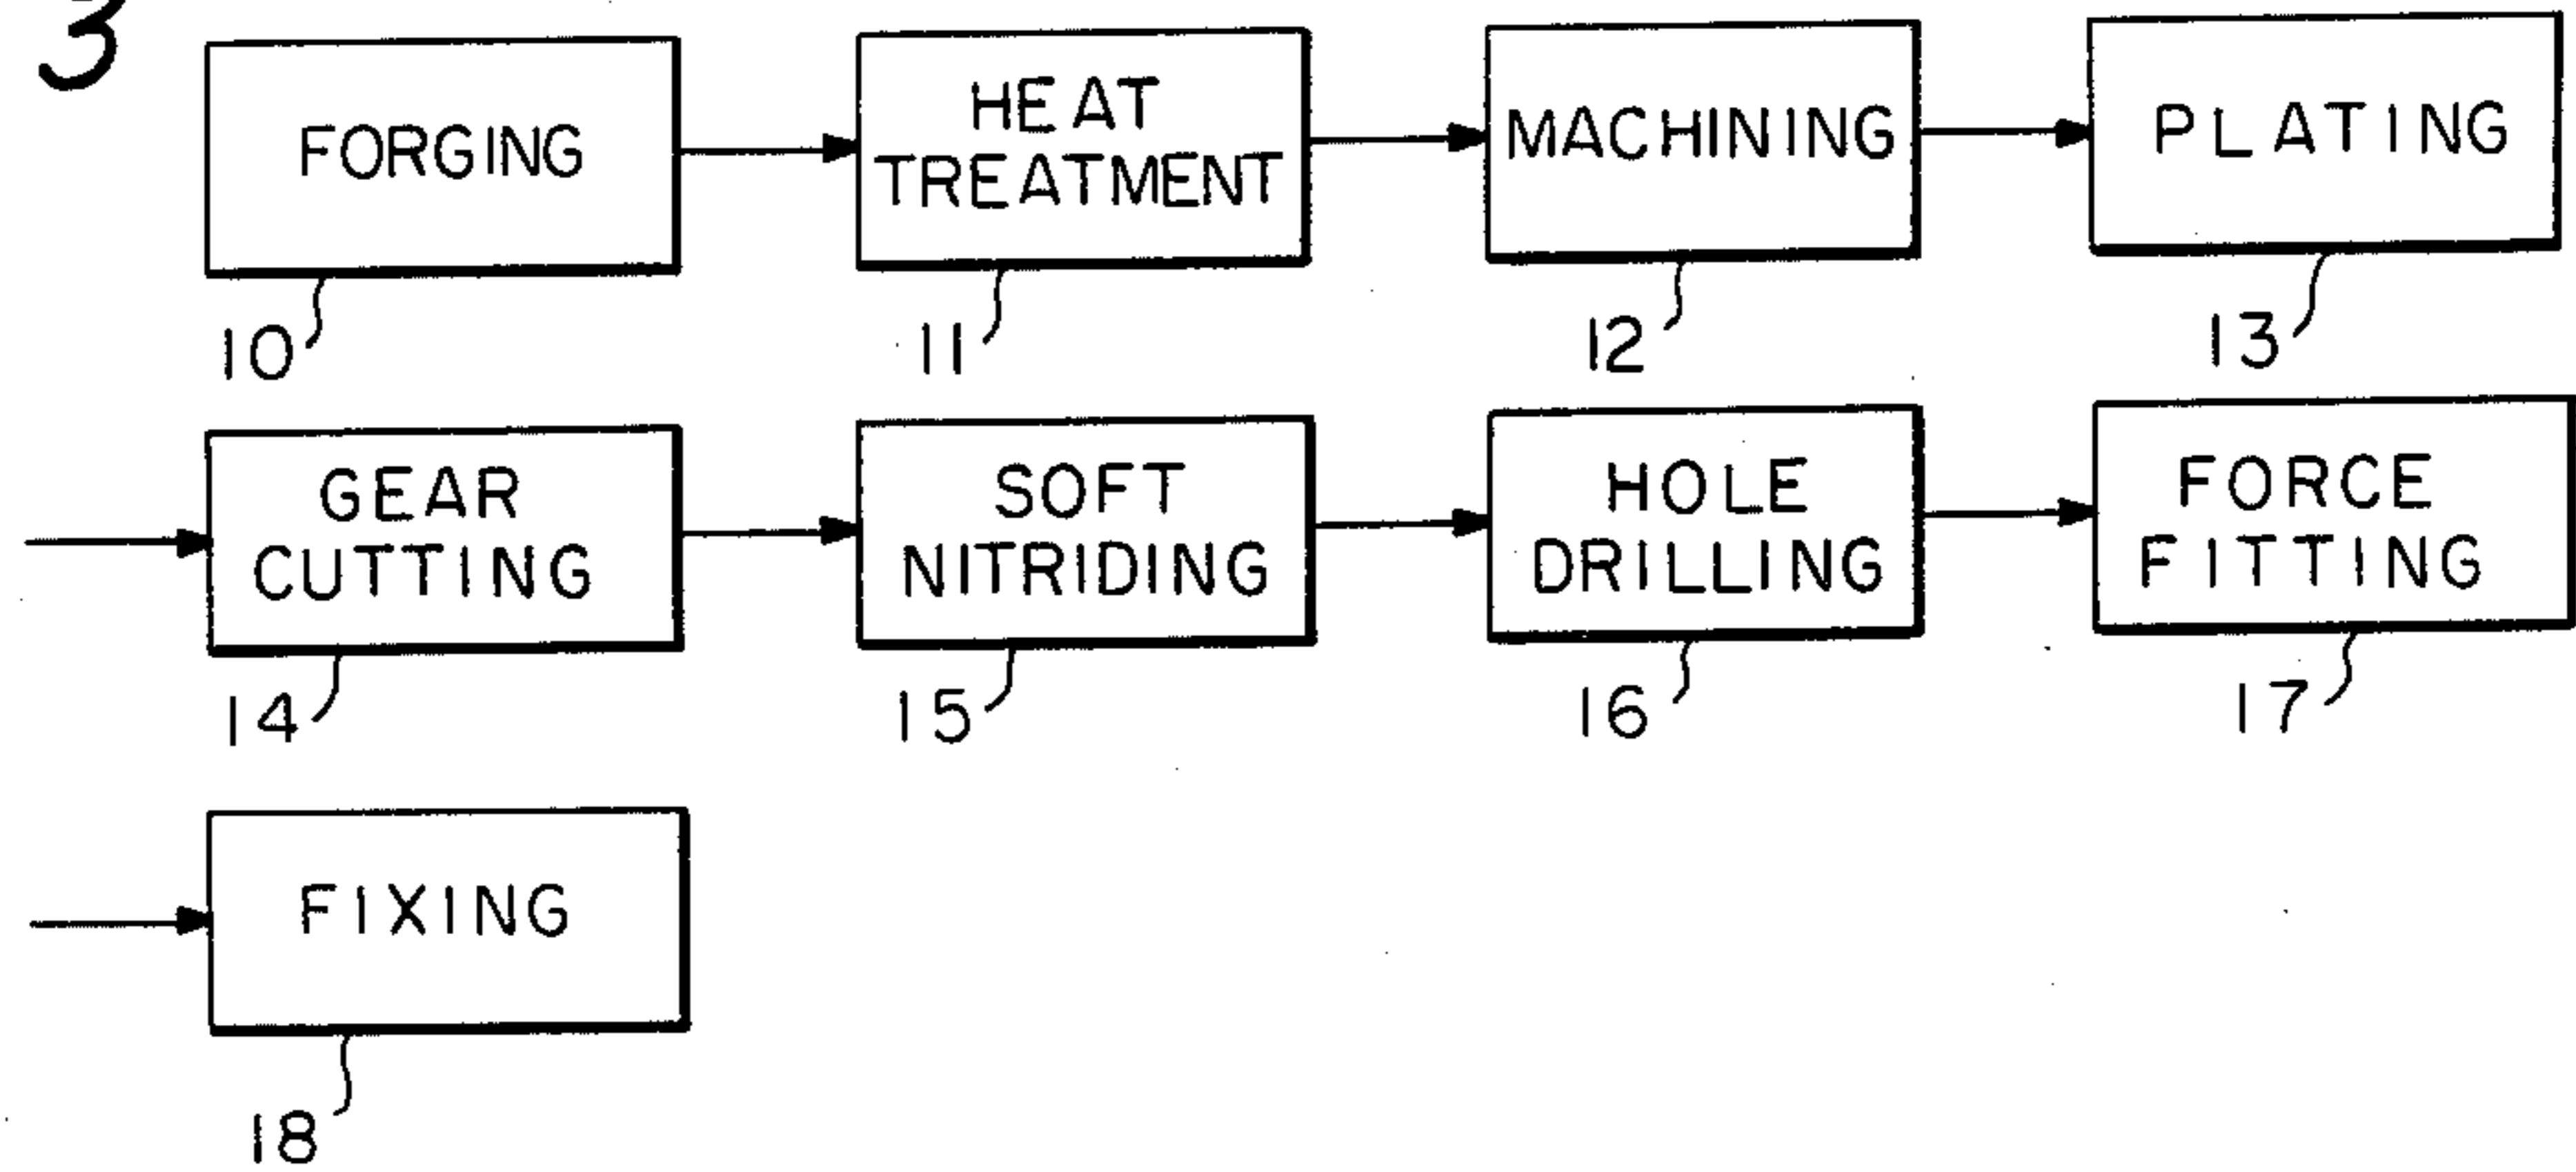 3
FORGING
HEAT
TREATMENT
MACHINING
PLATING
10
11
12
13
GEAR
CUTTING
SOFT
NITRIDING
HOLE
DRILLING
FORCE
FITTING
14
15
16
17
FIXING
18